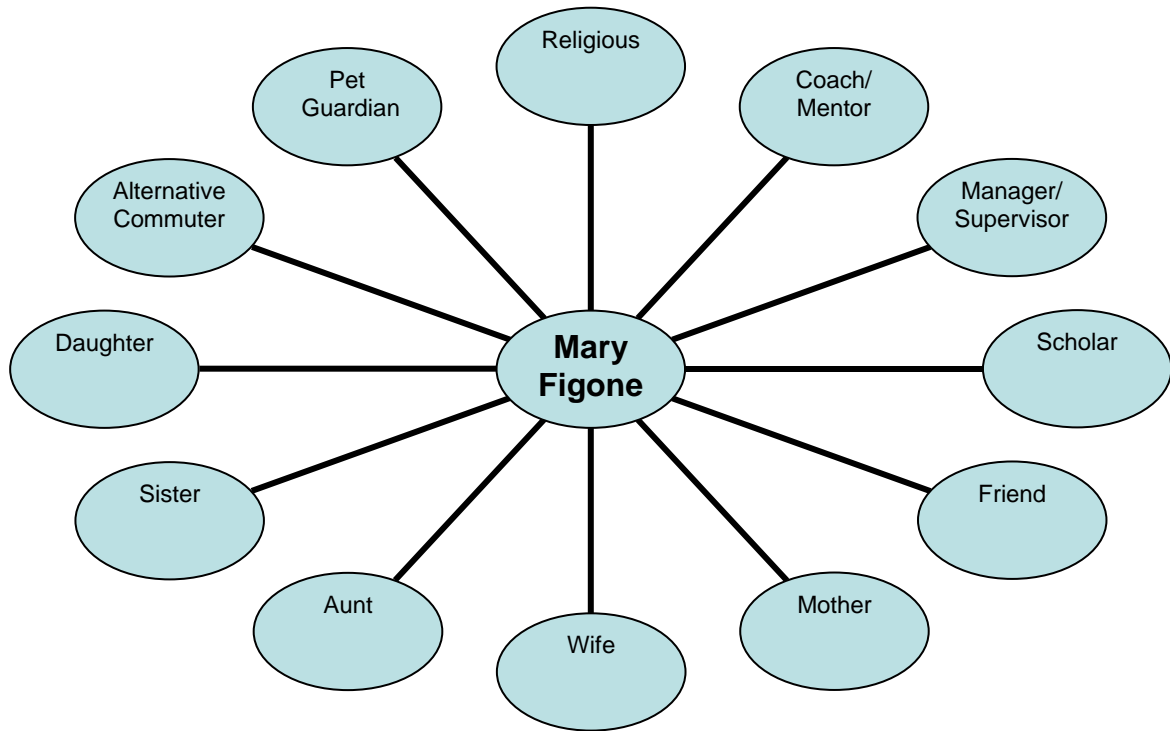 Religious
Pet
Guardian
Coach/
Mentor
Alternative
Commuter
Manager/
Supervisor
Daughter
Mary
Figone
Scholar
Sister
Friend
Aunt
Mother
Wife